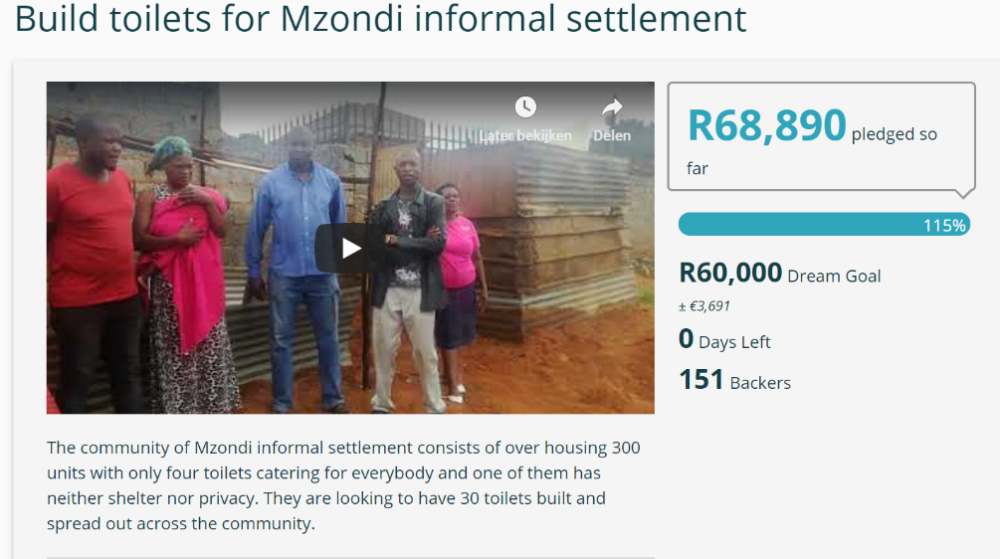 Build toilets for Mzondi informal settlement
Later bekijken
Delen
R68,890 pledged so
far
115%
R60,000 Dream Goal
± €3,691
0 Days Left
151 Backers
The community of Mzondi informal settlement consists of over housing 300
units with only four toilets catering for everybody and one of them has
neither shelter nor privacy. They are looking to have 30 toilets built and
spread out across the community.